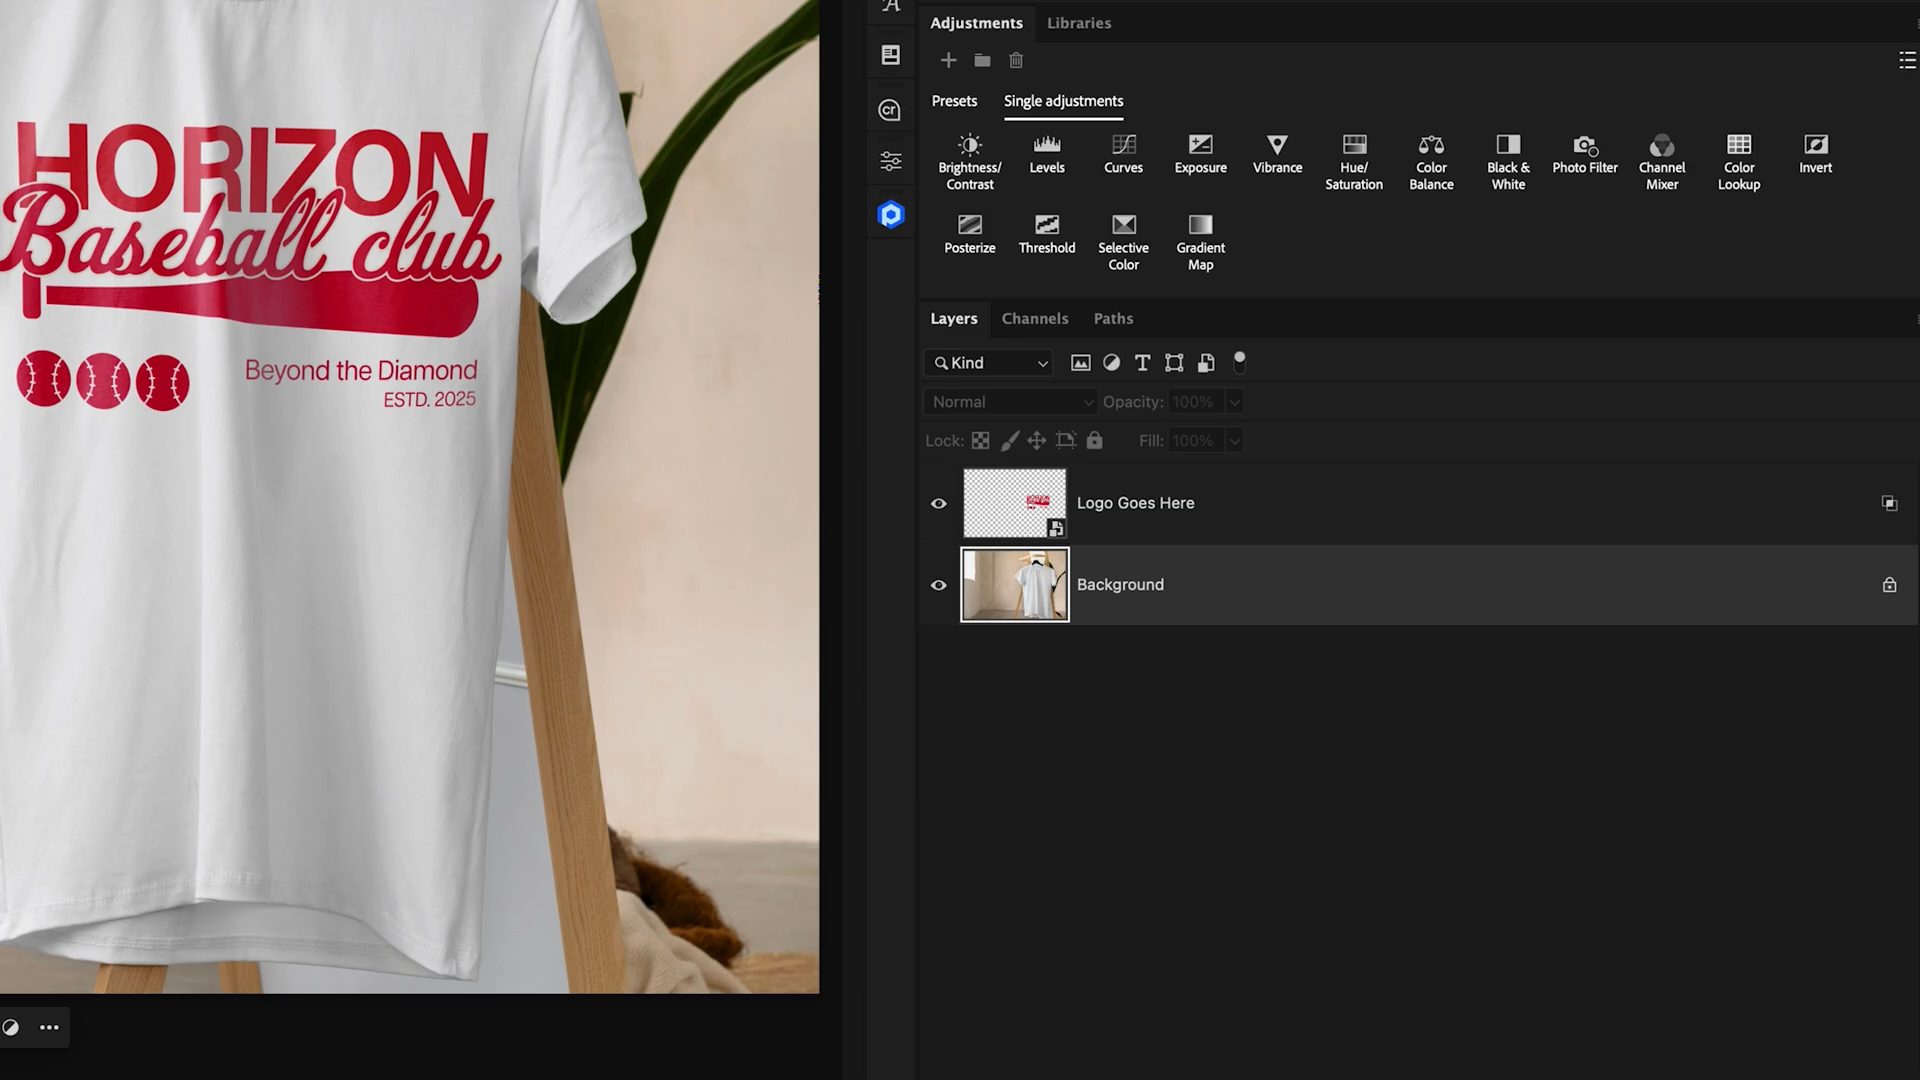 HORIZON
Baseball club
Beyond the Diamond
ESTD. 2025
Adjustments
Libraries
Presets
Single adjustments
Brightness/
Contrast
Levels
Curves
Exposure
Vibrance
Hue/
Saturation
Color
Balance
Black &
White
Photo Filter
Channel
Mixer
Color
Lookup
Invert
Posterize
Threshold
Selective
Color
Gradient
Map
Layers
Channels
Paths
Kind
Normal
Opacity: 100%
Lock:
Fill: 100%
Logo Goes Here
Background